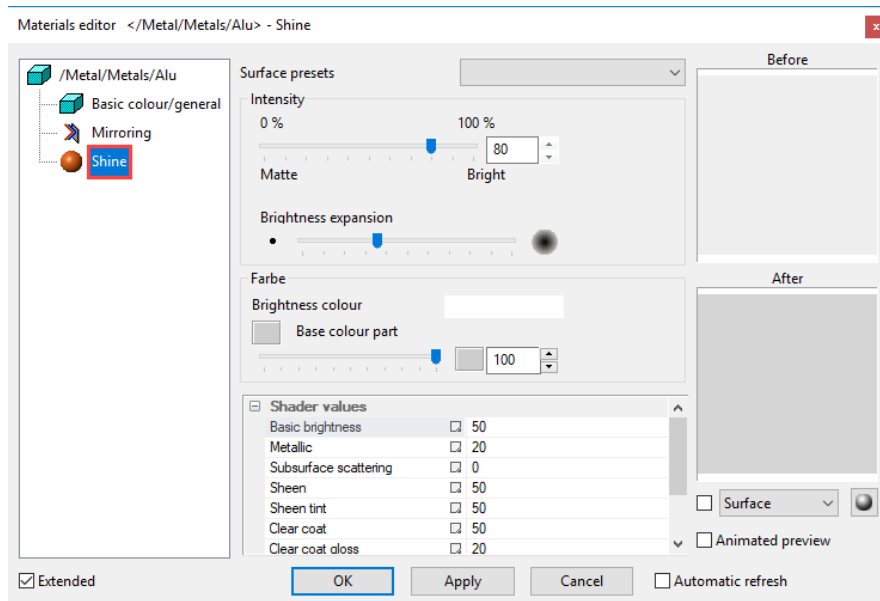 Materials editor </Metal/Metals/Alu> - Shine
x
/Metal/Metals/Alu
Basic colour/general
Mirroring
Shine
Surface presets
Intensity
0 %
100 %
80
Matte
Bright
Brightness expansion
Farbe
Brightness colour
Base colour part
100
Shader values
Basic brightness 50
Metallic 20
Subsurface scattering 0
Sheen 50
Sheen tint 50
Clear coat 50
Clear coat gloss 20
Before
After
Surface
Animated preview
Extended
OK
Apply
Cancel
Automatic refresh